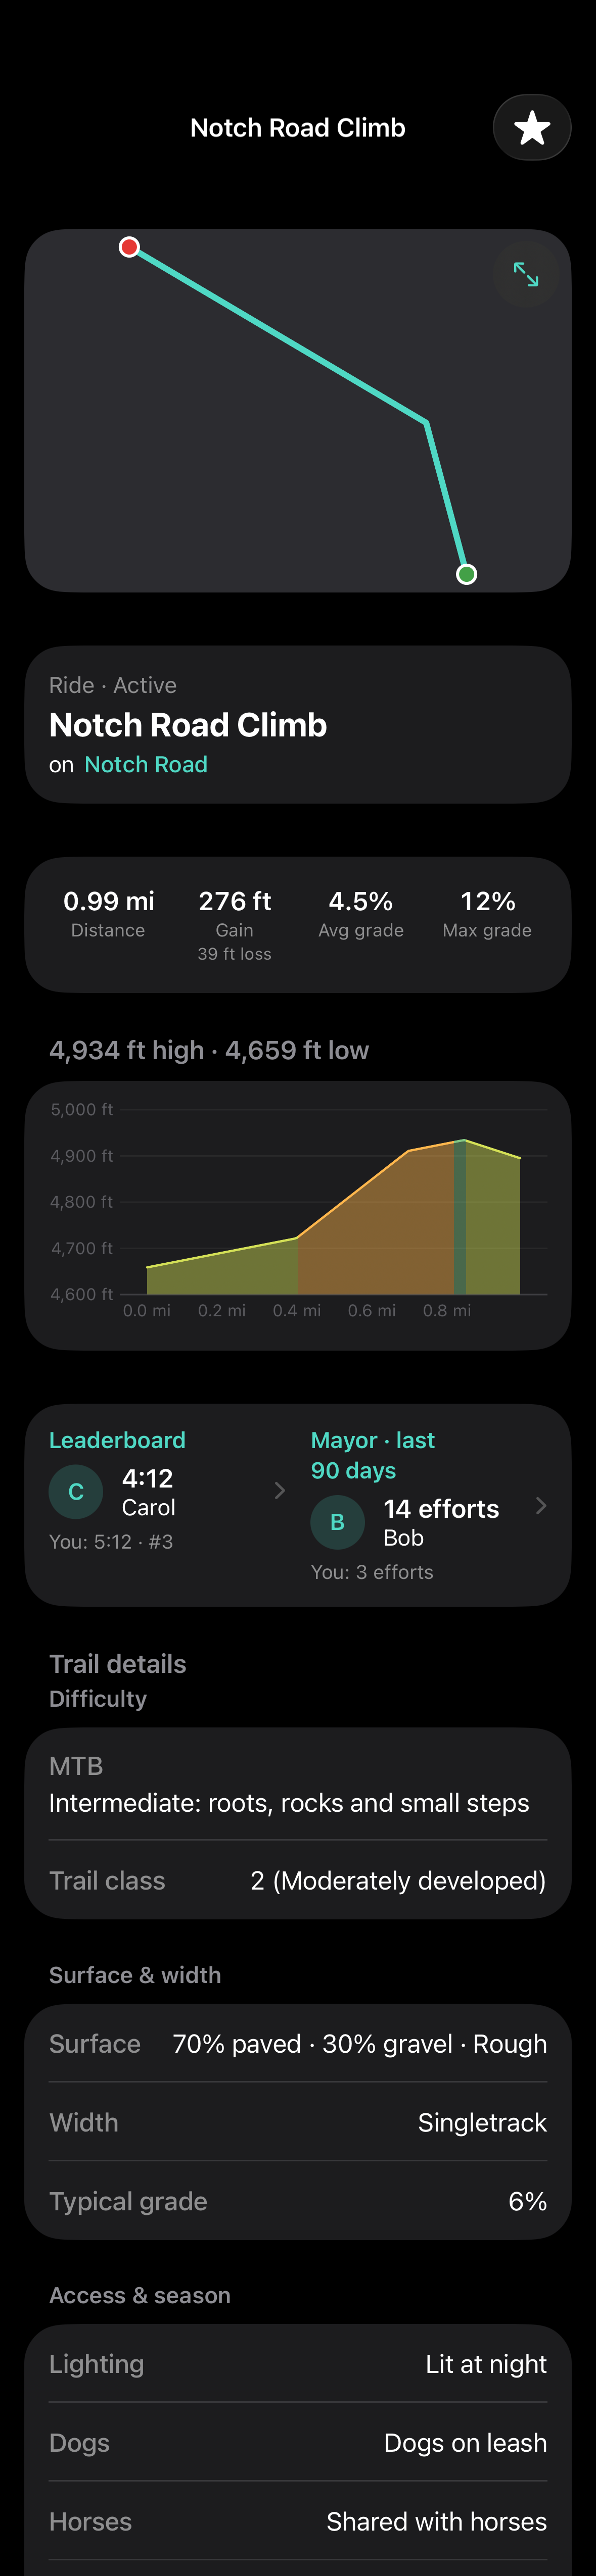 Notch Road Climb
Ride · Active
Notch Road Climb
on Notch Road
0.99 mi 276 ft 4.5% 12%
Distance Gain Avg grade Max grade
39 ft loss
4,934 ft high · 4,659 ft low
5,000 ft
4,900 ft
4,800 ft
4,700 ft
4,600 ft
0.0 mi 0.2 mi 0.4 mi 0.6 mi 0.8 mi
Leaderboard
C
4:12
Carol
You: 5:12 · #3
Mayor · last
90 days
B
14 efforts
Bob
You: 3 efforts
Trail details
Difficulty
MTB
Intermediate: roots, rocks and small steps
Trail class 2 (Moderately developed)
Surface & width
Surface 70% paved · 30% gravel · Rough
Width Singletrack
Typical grade 6%
Access & season
Lighting Lit at night
Dogs Dogs on leash
Horses Shared with horses